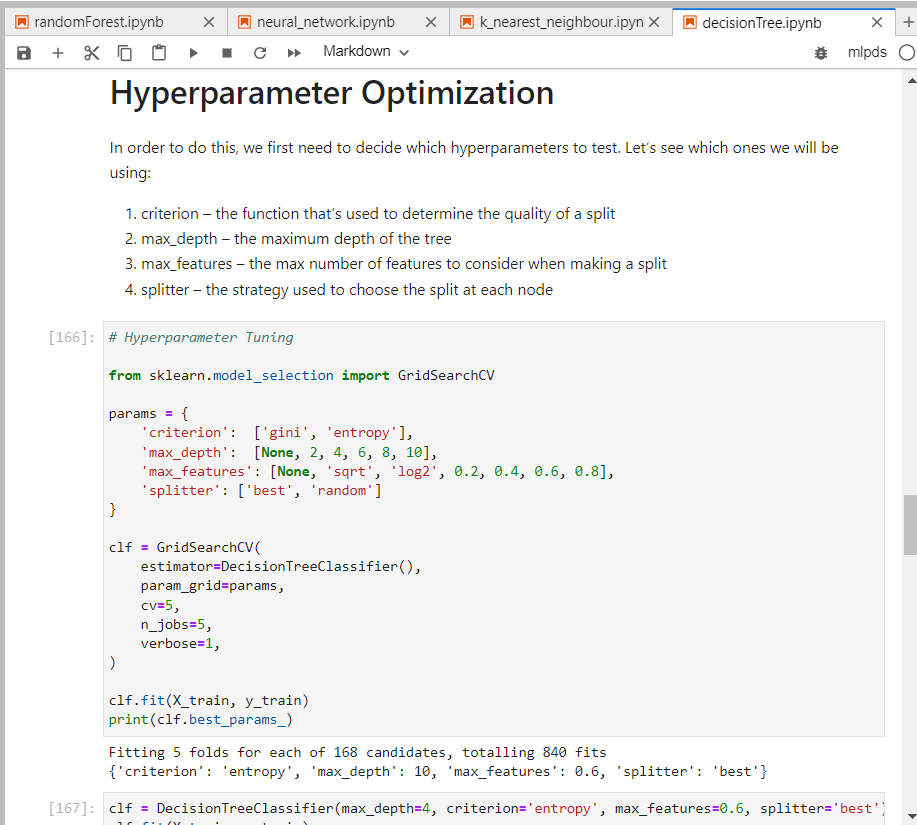 randomForest.ipynb
neural_network.ipynb
k_nearest_neighbour.ipyn
decisionTree.ipynb
Markdown
mlpds
Hyperparameter Optimization
In order to do this, we first need to decide which hyperparameters to test. Let's see which ones we will be
using:
1. criterion – the function that's used to determine the quality of a split
2. max_depth – the maximum depth of the tree
3. max_features – the max number of features to consider when making a split
4. splitter – the strategy used to choose the split at each node
[166]:
# Hyperparameter Tuning
from sklearn.model_selection import GridSearchCV
params = {
    'criterion':  ['gini', 'entropy'],
    'max_depth':  [None, 2, 4, 6, 8, 10],
    'max_features': [None, 'sqrt', 'log2', 0.2, 0.4, 0.6, 0.8],
    'splitter': ['best', 'random']
}
clf = GridSearchCV(
    estimator=DecisionTreeClassifier(),
    param_grid=params,
    cv=5,
    n_jobs=5,
    verbose=1,
)
clf.fit(X_train, y_train)
print(clf.best_params_)
Fitting 5 folds for each of 168 candidates, totalling 840 fits
{'criterion': 'entropy', 'max_depth': 10, 'max_features': 0.6, 'splitter': 'best'}
[167]:
clf = DecisionTreeClassifier(max_depth=4, criterion='entropy', max_features=0.6, splitter='best')